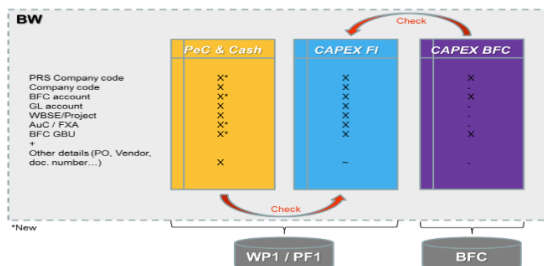 BW
Check
PeC & Cash CAPEX FI CAPEX BFC
PRS Company code X* X X
Company code X X -
BFC account X* X X
GL account X X -
WBSE/Project X X -
AuC / FXA X* X -
BFC GBU X* X X
+
Other details (PO, Vendor,
doc. number…) X ~ -
Check
*New
WP1 / PF1 BFC